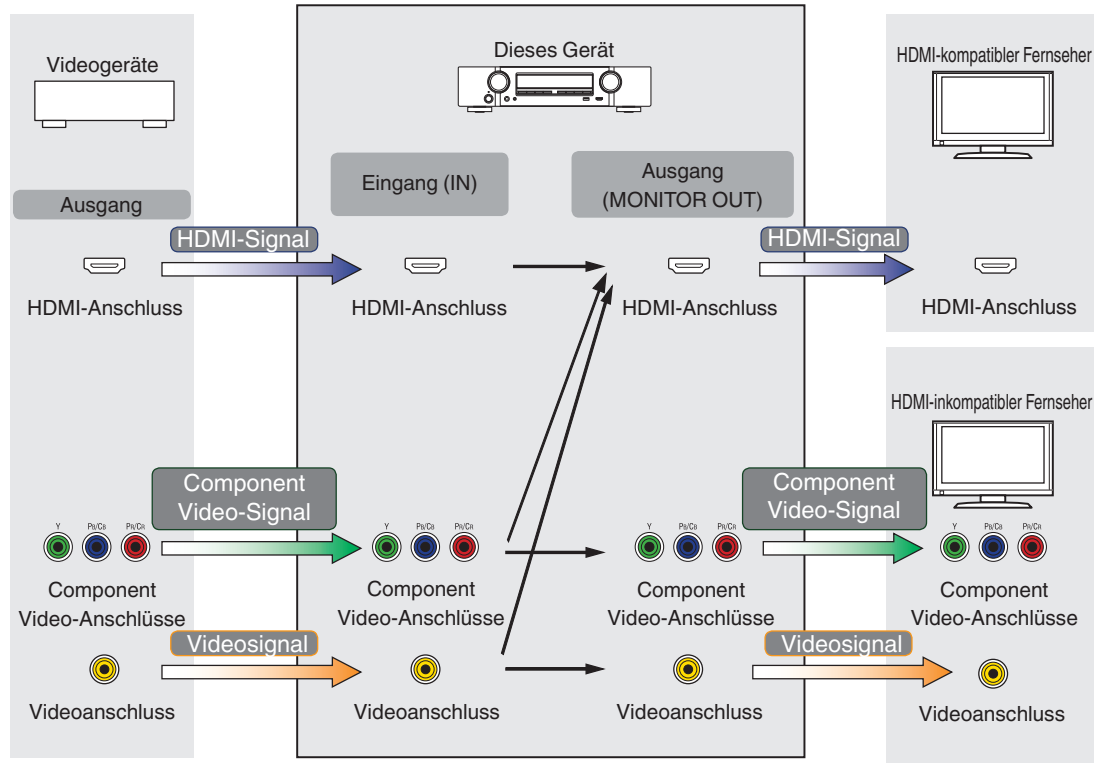 Videogeräte
Dieses Gerät
HDMI-kompatibler Fernseher
Ausgang
Eingang (IN)
Ausgang
(MONITOR OUT)
HDMI-Signal
HDMI-Signal
HDMI-Anschluss
HDMI-Anschluss
HDMI-Anschluss
HDMI-Anschluss
HDMI-inkompatibler Fernseher
Component
Video-Signal
Component
Video-Signal
Y PB/CB PR/CR
Y PB/CB PR/CR
Y PB/CB PR/CR
Y PB/CB PR/CR
Component
Video-Anschlüsse
Component
Video-Anschlüsse
Component
Video-Anschlüsse
Component
Video-Anschlüsse
Videosignal
Videosignal
Videoanschluss
Videoanschluss
Videoanschluss
Videoanschluss